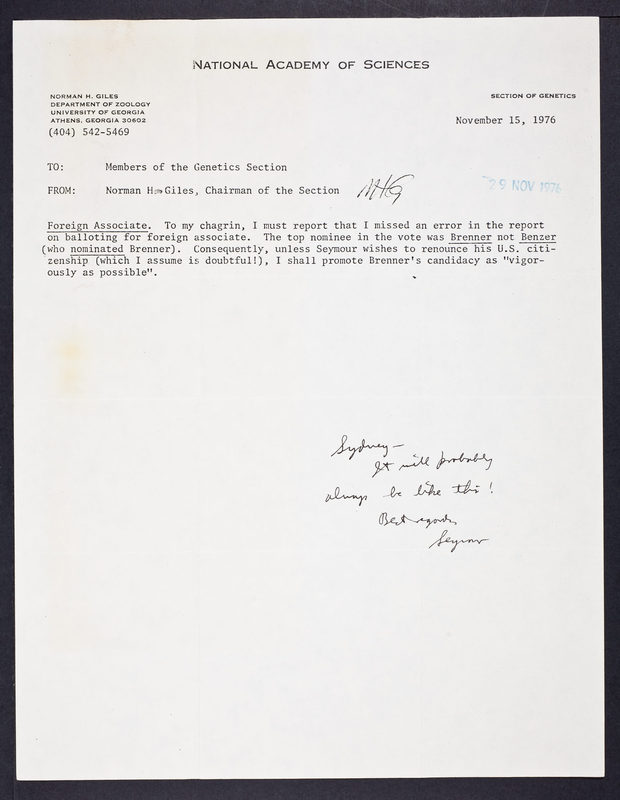 NATIONAL ACADEMY OF SCIENCES
NORMAN H. GILES
DEPARTMENT OF ZOOLOGY
UNIVERSITY OF GEORGIA
ATHENS, GEORGIA 30602
(404) 542-5469
SECTION OF GENETICS
November 15, 1976
TO: Members of the Genetics Section
FROM: Norman H. Giles, Chairman of the Section NHG
29 NOV 1976
Foreign Associate. To my chagrin, I must report that I missed an error in the report
on balloting for foreign associate. The top nominee in the vote was Brenner not Benzer
(who nominated Brenner). Consequently, unless Seymour wishes to renounce his U.S. citi-
zenship (which I assume is doubtful!), I shall promote Brenner's candidacy as "vigor-
ously as possible".
Sydney—
It will probably
always be like this!
Best regards,
Seymour